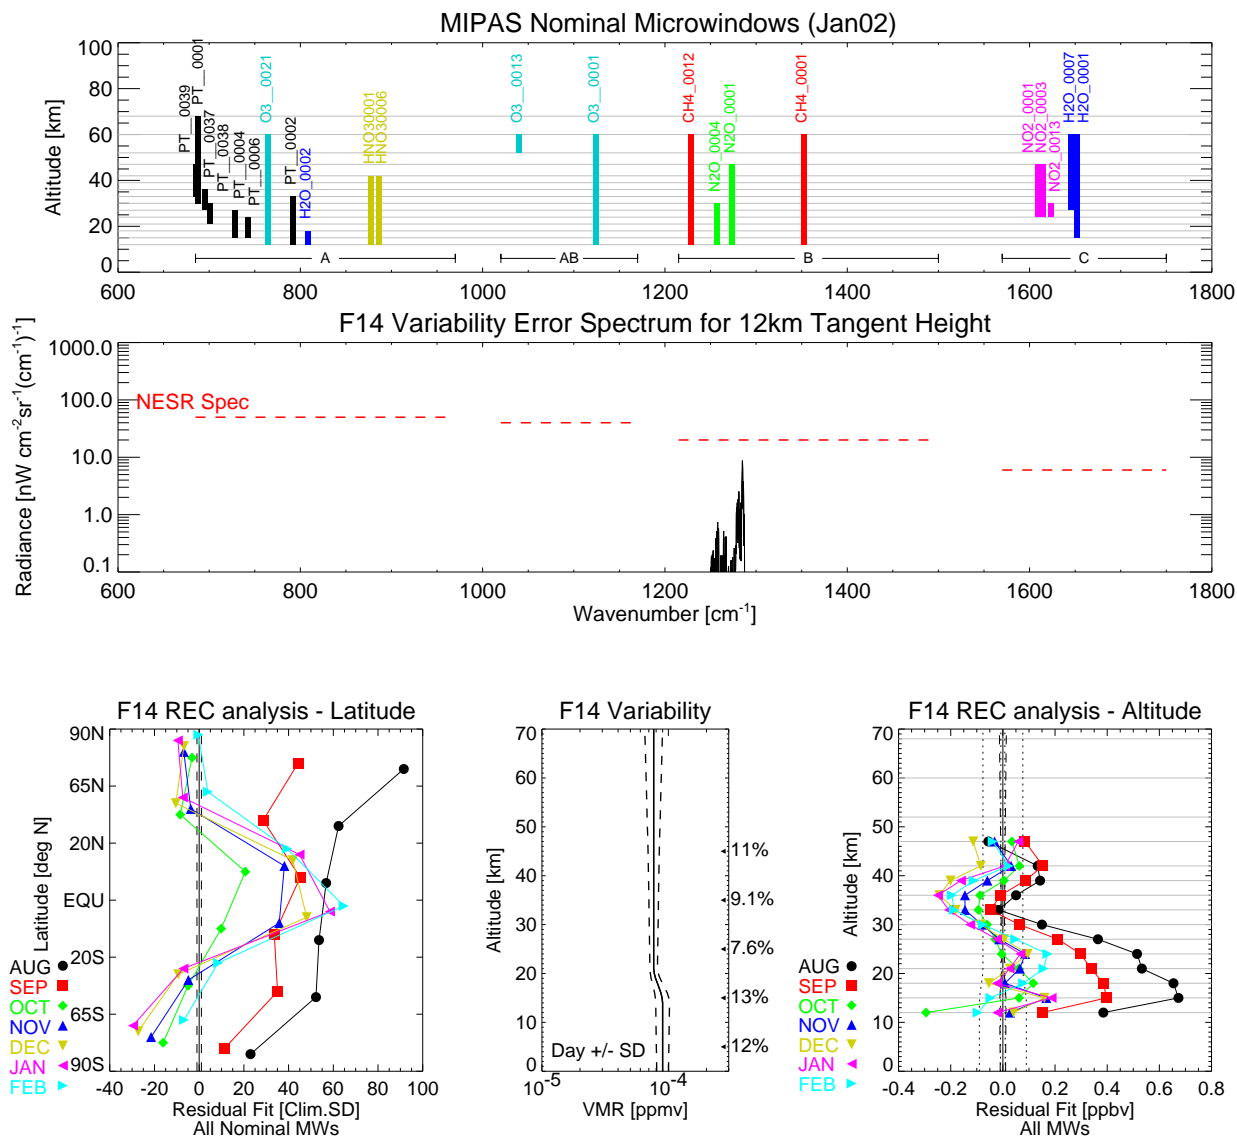 MIPAS Nominal Microwindows (Jan02)
Altitude [km]
100
80
60
40
20
0
PT__0039
PT__0001
PT__0037
PT__0038
PT__0004
PT__0006
O3__0021
PT__0002
H2O_0002
HNO30001
HNO30006
O3__0013
O3__0001
CH4_0012
N2O_0004
N2O_0001
CH4_0001
NO2_0001
NO2_0003
NO2_0013
H2O_0007
H2O_0001
A
AB
B
C
600 800 1000 1200 1400 1600 1800
F14 Variability Error Spectrum for 12km Tangent Height
Radiance [nW cm⁻²sr⁻¹(cm⁻¹)⁻¹]
1000.0
100.0
10.0
1.0
0.1
NESR Spec
600 800 1000 1200 1400 1600 1800
Wavenumber [cm⁻¹]
F14 REC analysis - Latitude
Latitude [deg N]
90N
65N
20N
EQU
20S
65S
90S
AUG
SEP
OCT
NOV
DEC
JAN
FEB
-40 -20 0 20 40 60 80 100
Residual Fit [Clim.SD]
All Nominal MWs
F14 Variability
Altitude [km]
70
60
50
40
30
20
10
0
11%
9.1%
7.6%
13%
12%
Day +/- SD
10⁻⁵ 10⁻⁴
VMR [ppmv]
F14 REC analysis - Altitude
Altitude [km]
70
60
50
40
30
20
10
0
AUG
SEP
OCT
NOV
DEC
JAN
FEB
-0.4 -0.2 0.0 0.2 0.4 0.6 0.8
Residual Fit [ppbv]
All MWs